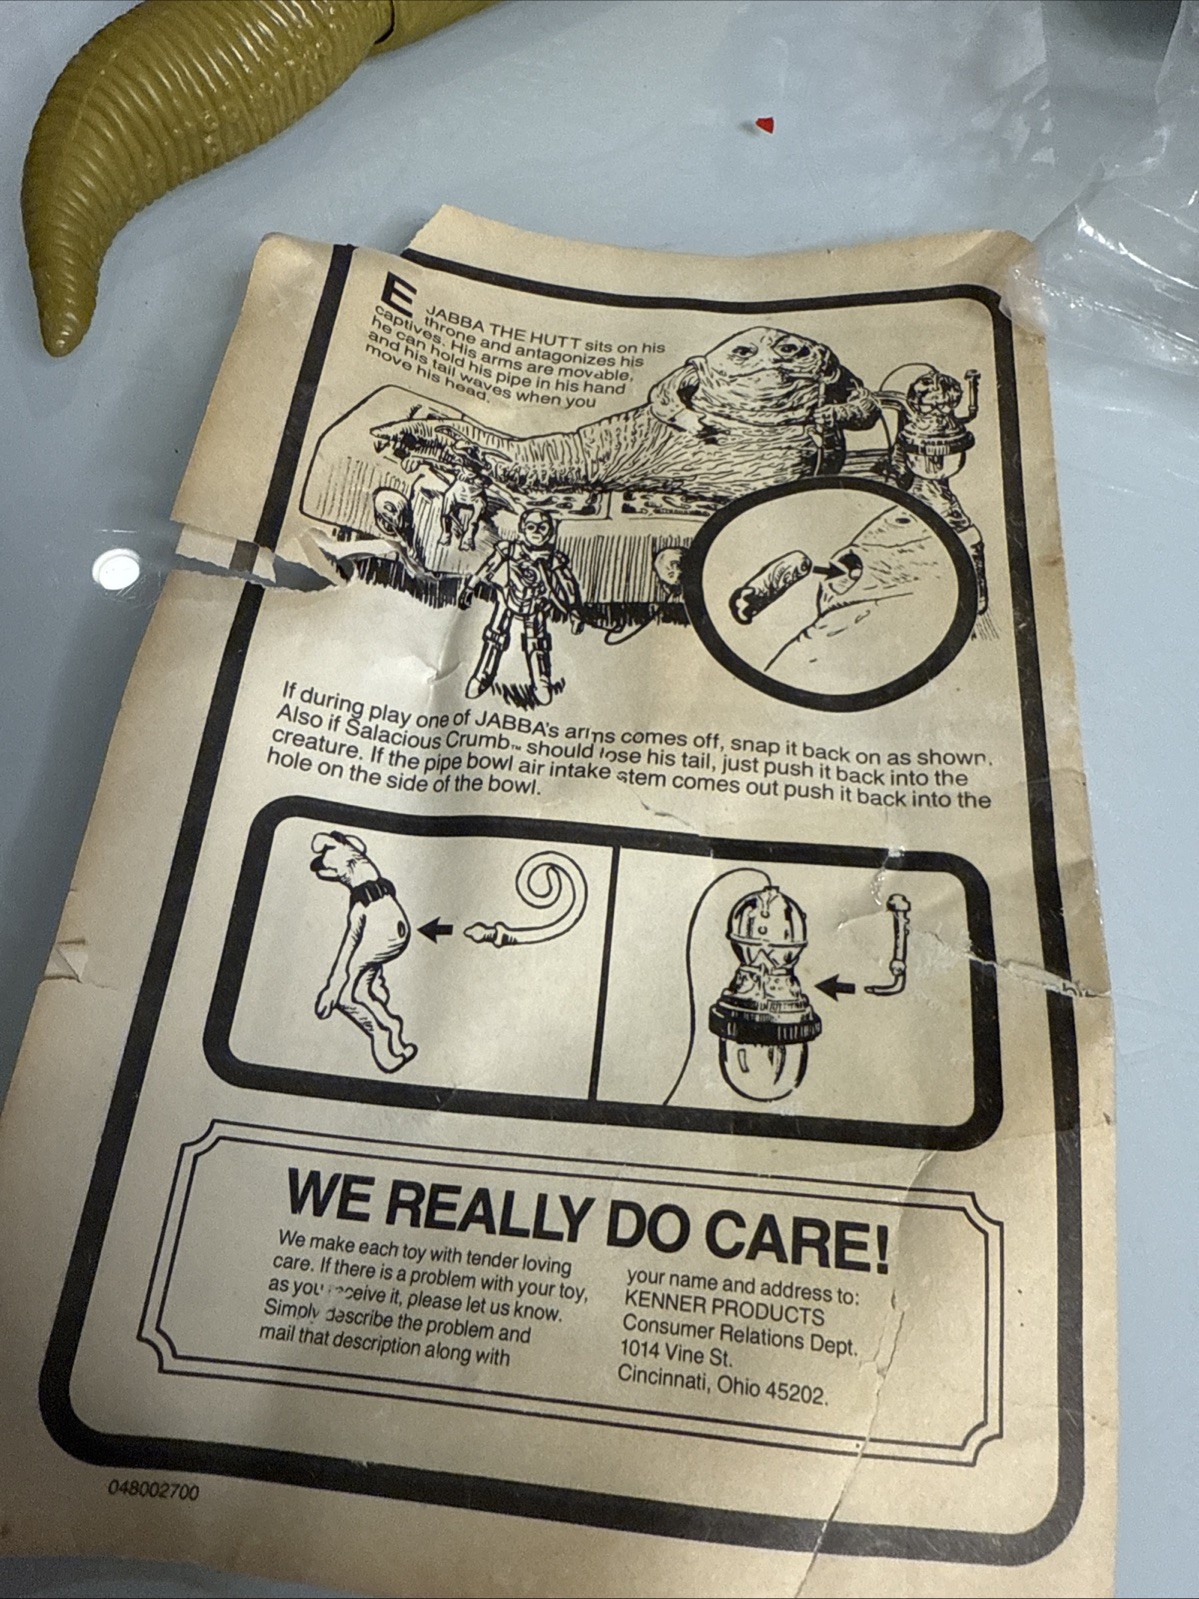 E JABBA THE HUTT sits on his
throne and antagonizes his
captives. His arms are movable,
he can hold his pipe in his hand
and his tail waves when you
move his head.
If during play one of JABBA's arms comes off, snap it back on as shown.
Also if Salacious Crumb™ should lose his tail, just push it back into the
creature. If the pipe bowl air intake stem comes out push it back into the
hole on the side of the bowl.
WE REALLY DO CARE!
We make each toy with tender loving
care. If there is a problem with your toy,
as you receive it, please let us know.
Simply describe the problem and
mail that description along with
your name and address to:
KENNER PRODUCTS
Consumer Relations Dept.
1014 Vine St.
Cincinnati, Ohio 45202.
048002700